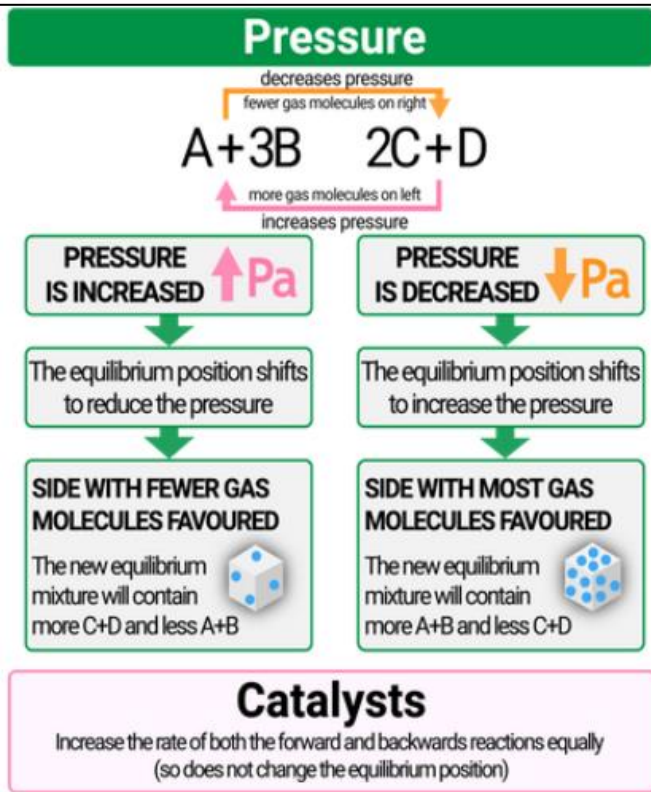 Pressure
decreases pressure
fewer gas molecules on right
A+3B 2C+D
more gas molecules on left
increases pressure
PRESSURE
IS INCREASED
Pa
The equilibrium position shifts
to reduce the pressure
SIDE WITH FEWER GAS
MOLECULES FAVOURED
The new equilibrium
mixture will contain
more C+D and less A+B
PRESSURE
IS DECREASED
Pa
The equilibrium position shifts
to increase the pressure
SIDE WITH MOST GAS
MOLECULES FAVOURED
The new equilibrium
mixture will contain
more A+B and less C+D
Catalysts
Increase the rate of both the forward and backwards reactions equally
(so does not change the equilibrium position)